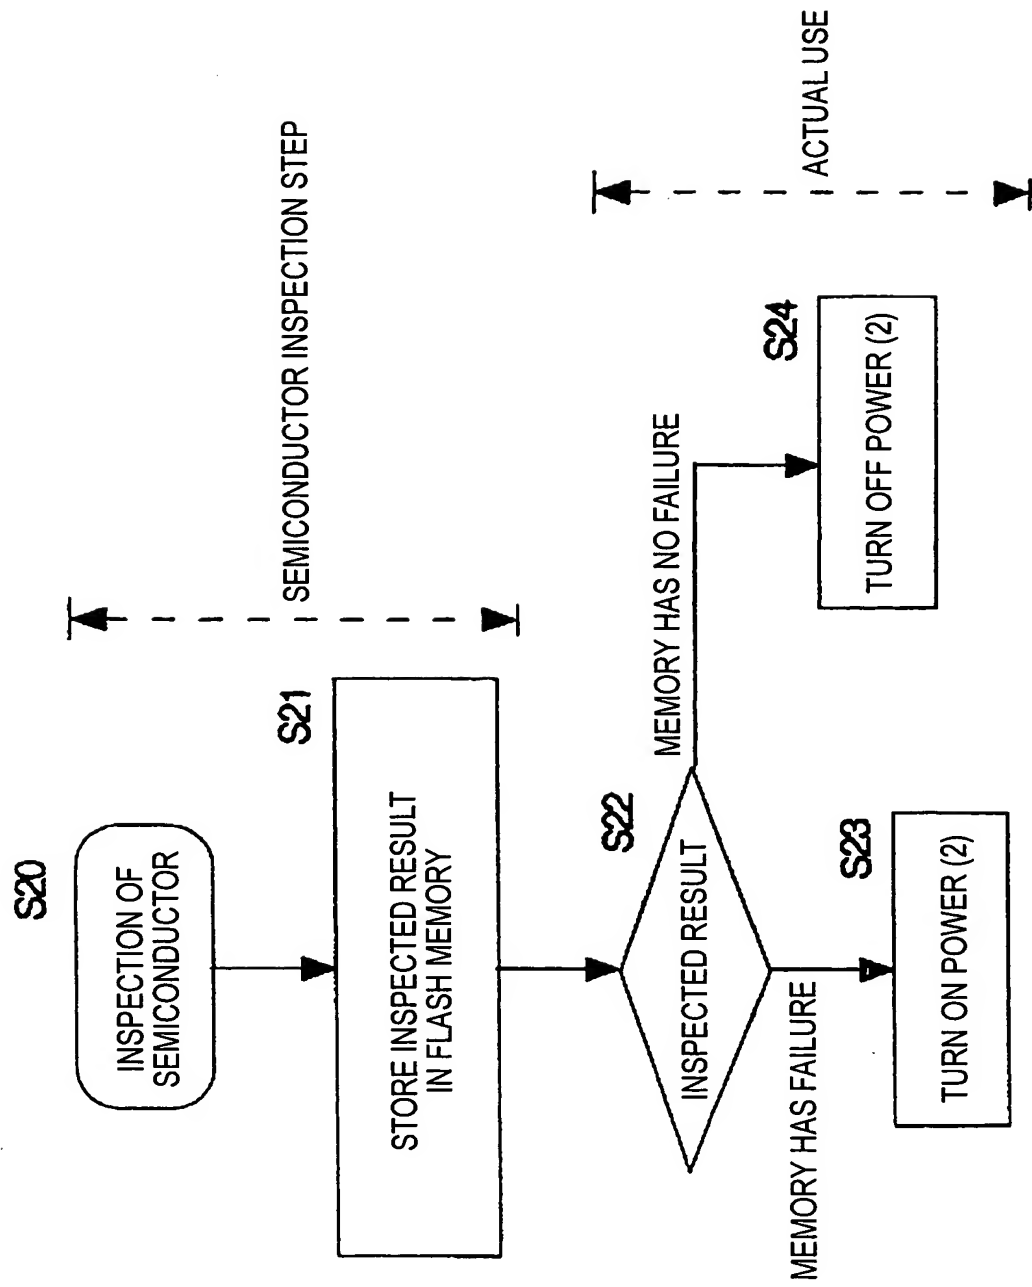 S20
INSPECTION OF
SEMICONDUCTOR
SEMICONDUCTOR INSPECTION STEP
S21
STORE INSPECTED RESULT
IN FLASH MEMORY
S22
INSPECTED RESULT
MEMORY HAS NO FAILURE
MEMORY HAS FAILURE
S23
TURN ON POWER (2)
S24
TURN OFF POWER (2)
ACTUAL USE